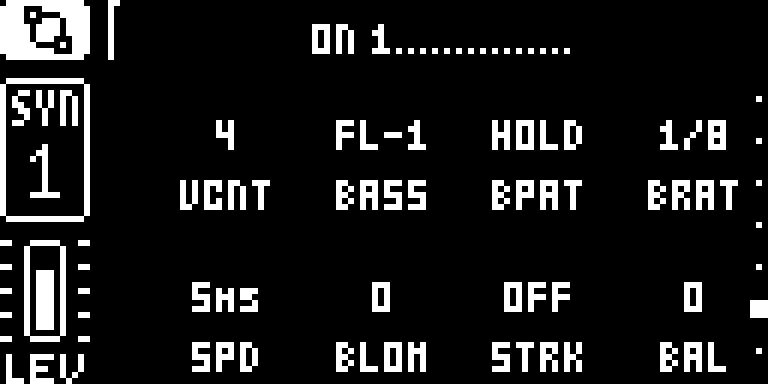 ON 1...............
SYN
1
4 FL-1 HOLD 1/8
VCNT BASS BPAT BRAT
5ms 0 OFF 0
LEV SPD BLOM STRK BAL